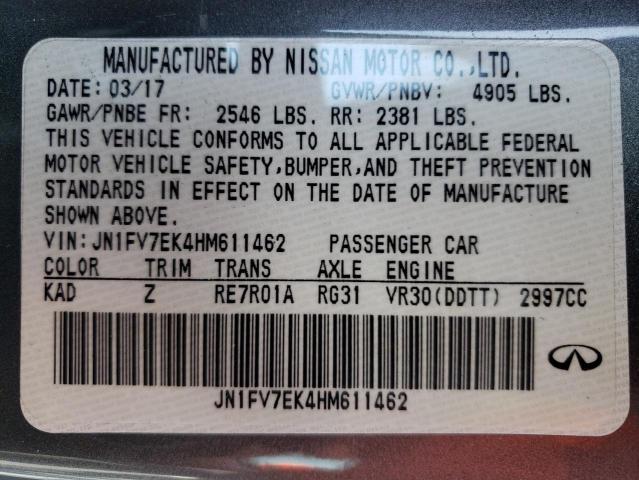 MANUFACTURED BY NISSAN MOTOR CO.,LTD.
DATE: 03/17 GVWR/PNBV: 4905 LBS.
GAWR/PNBE FR: 2546 LBS. RR: 2381 LBS.
THIS VEHICLE CONFORMS TO ALL APPLICABLE FEDERAL
MOTOR VEHICLE SAFETY,BUMPER,AND THEFT PREVENTION
STANDARDS IN EFFECT ON THE DATE OF MANUFACTURE
SHOWN ABOVE.
VIN:JN1FV7EK4HM611462 PASSENGER CAR
COLOR TRIM TRANS AXLE ENGINE
KAD Z RE7R01A RG31 VR30(DDTT) 2997CC
JN1FV7EK4HM611462